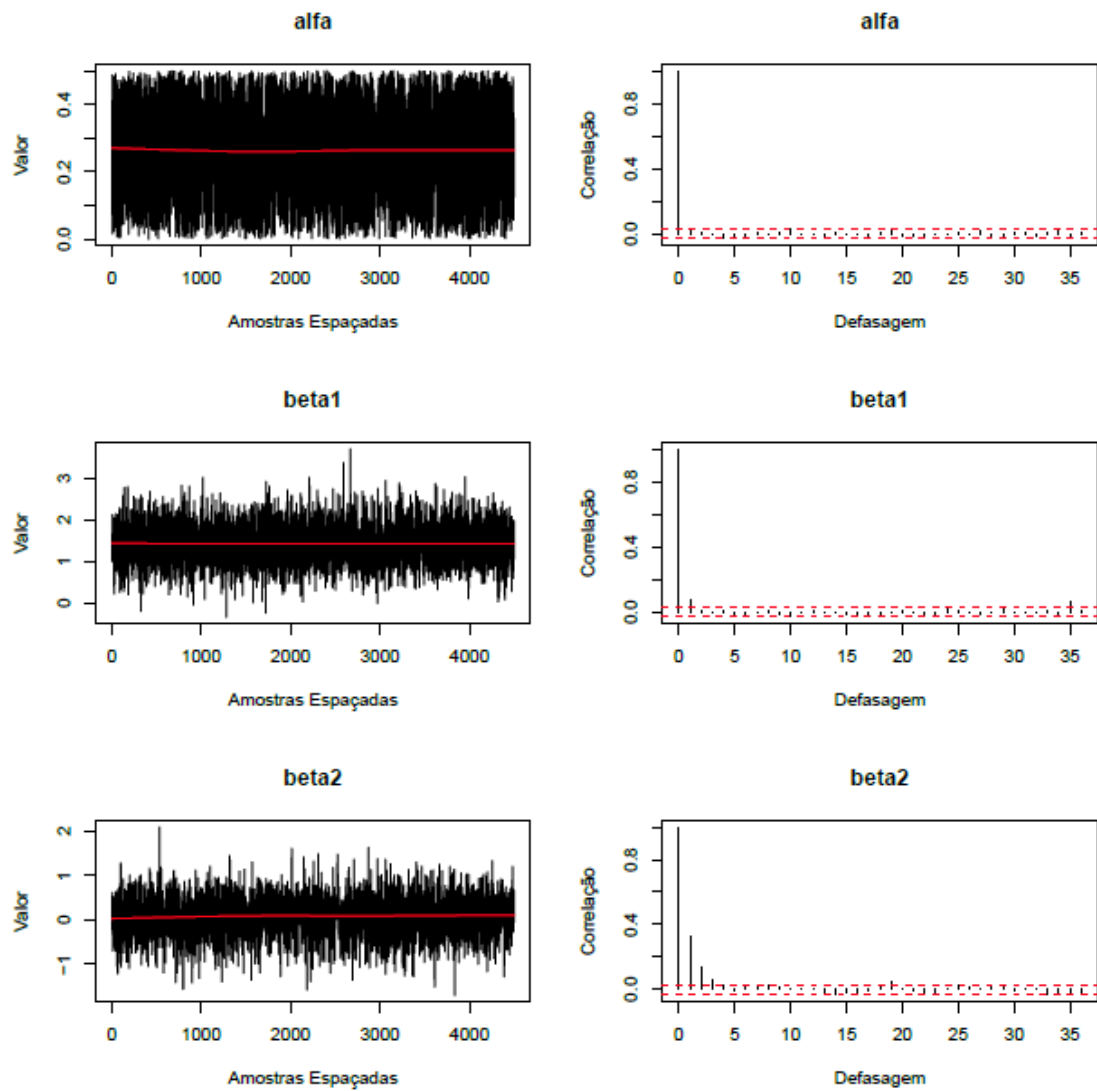 alfa
Valor
0.0 0.2 0.4
0 1000 2000 3000 4000
Amostras Espaçadas
alfa
Correlação
0.0 0.4 0.8
0 5 10 15 20 25 30 35
Defasagem
beta1
Valor
0 1 2 3
0 1000 2000 3000 4000
Amostras Espaçadas
beta1
Correlação
0.0 0.4 0.8
0 5 10 15 20 25 30 35
Defasagem
beta2
Valor
−1 0 1 2
0 1000 2000 3000 4000
Amostras Espaçadas
beta2
Correlação
0.0 0.4 0.8
0 5 10 15 20 25 30 35
Defasagem